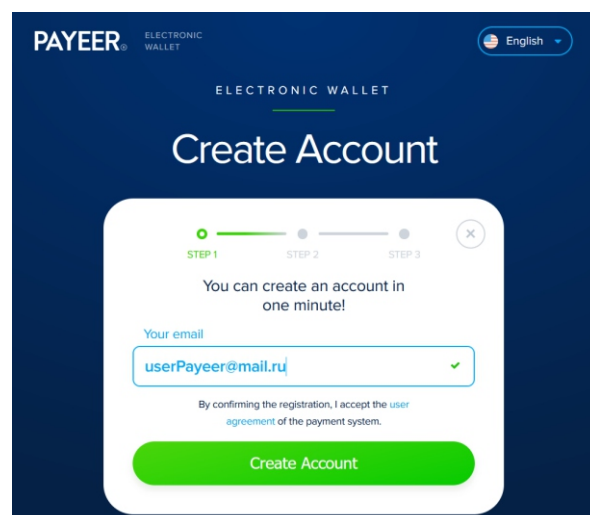 PAYEER® ELECTRONIC
WALLET
English
ELECTRONIC WALLET
Create Account
STEP 1 STEP 2 STEP 3
You can create an account in
one minute!
Your email
userPayeer@mail.ru
By confirming the registration, I accept the user
agreement of the payment system.
Create Account